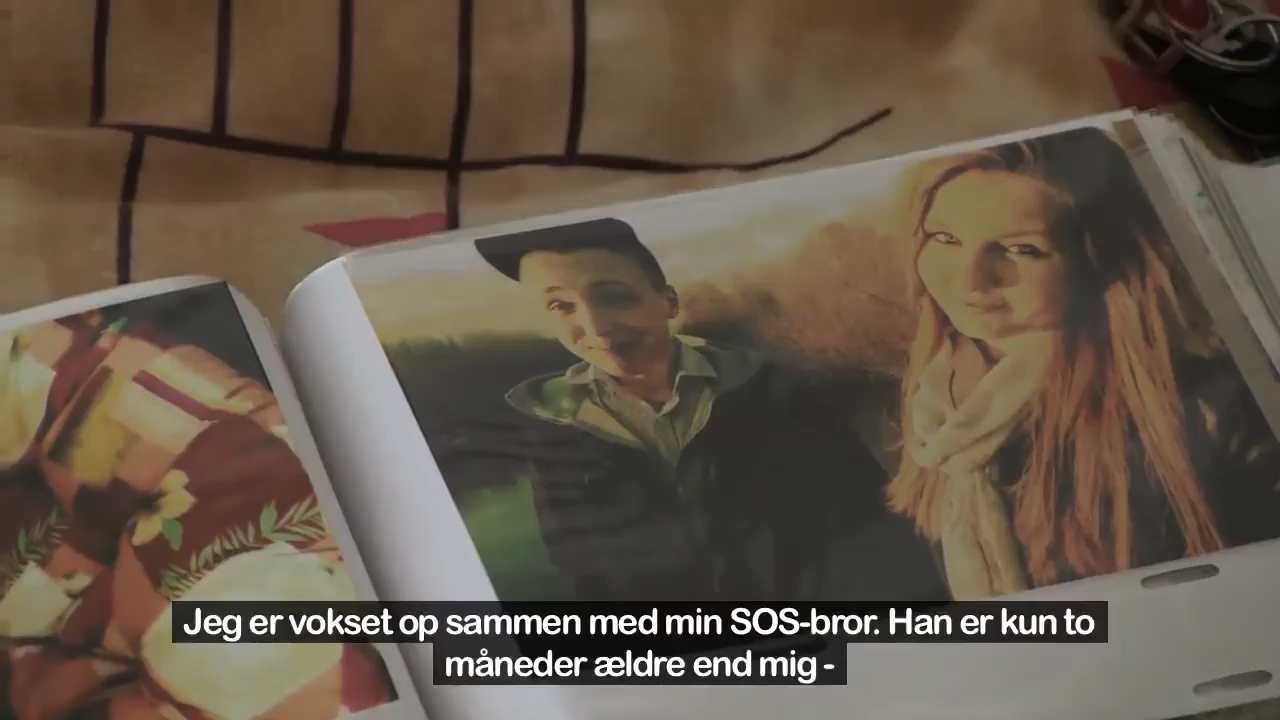 Jeg er vokset op sammen med min SOS-bror. Han er kun to
måneder ældre end mig -